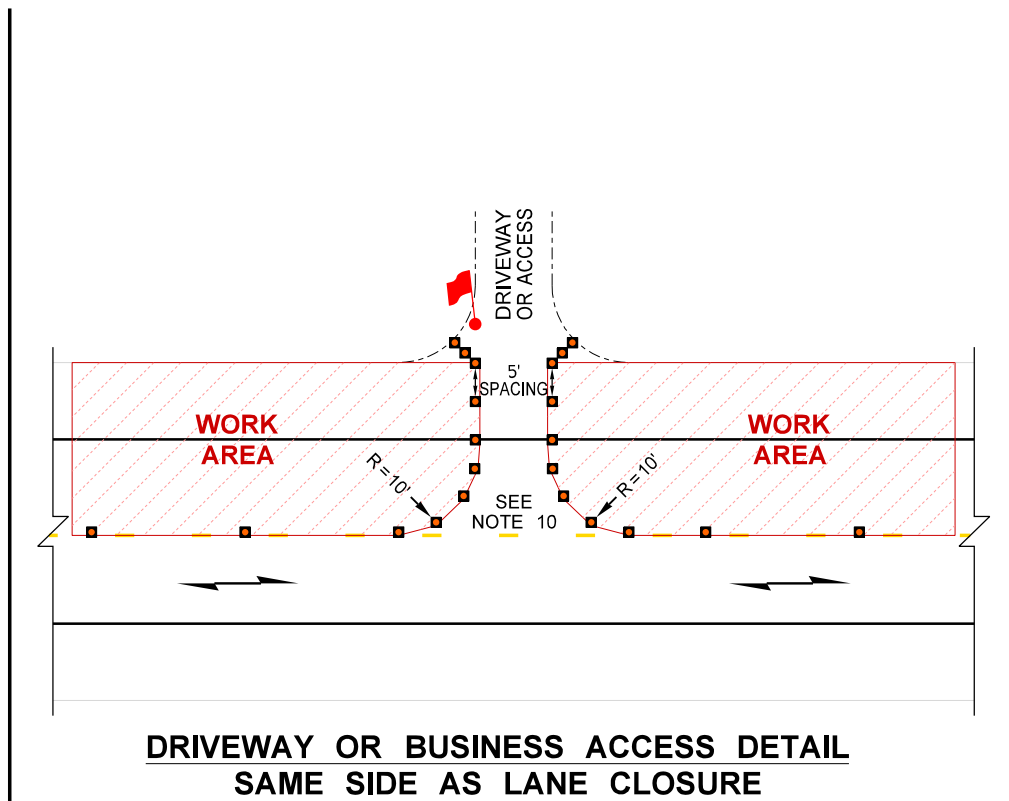 DRIVEWAY
OR ACCESS
5'
SPACING
WORK
AREA
WORK
AREA
R = 10'
R = 10'
SEE
NOTE 10
DRIVEWAY OR BUSINESS ACCESS DETAIL
SAME SIDE AS LANE CLOSURE